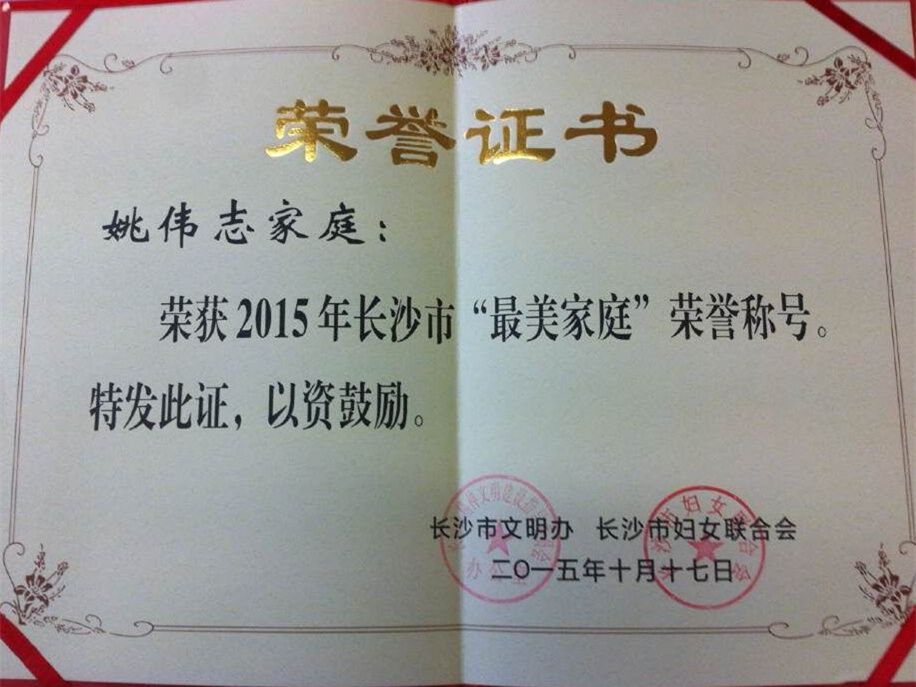 荣誉证书
姚伟志家庭：
荣获2015年长沙市“最美家庭”荣誉称号。
特发此证，以资鼓励。
长沙市文明办 长沙市妇女联合会
二〇一五年十月十七日